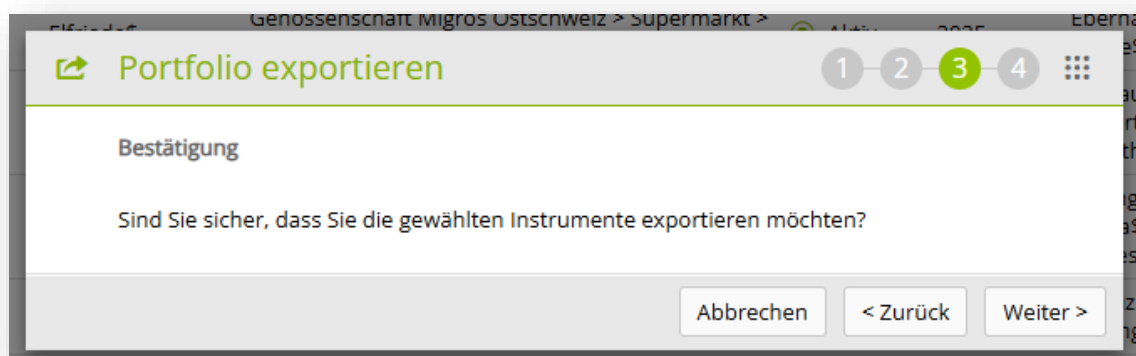 Genossenschaft Migros Ostschweiz > Supermarkt >
Aktiv 2025
Portfolio exportieren
1 2 3 4
Bestätigung
Sind Sie sicher, dass Sie die gewählten Instrumente exportieren möchten?
Abbrechen < Zurück Weiter >